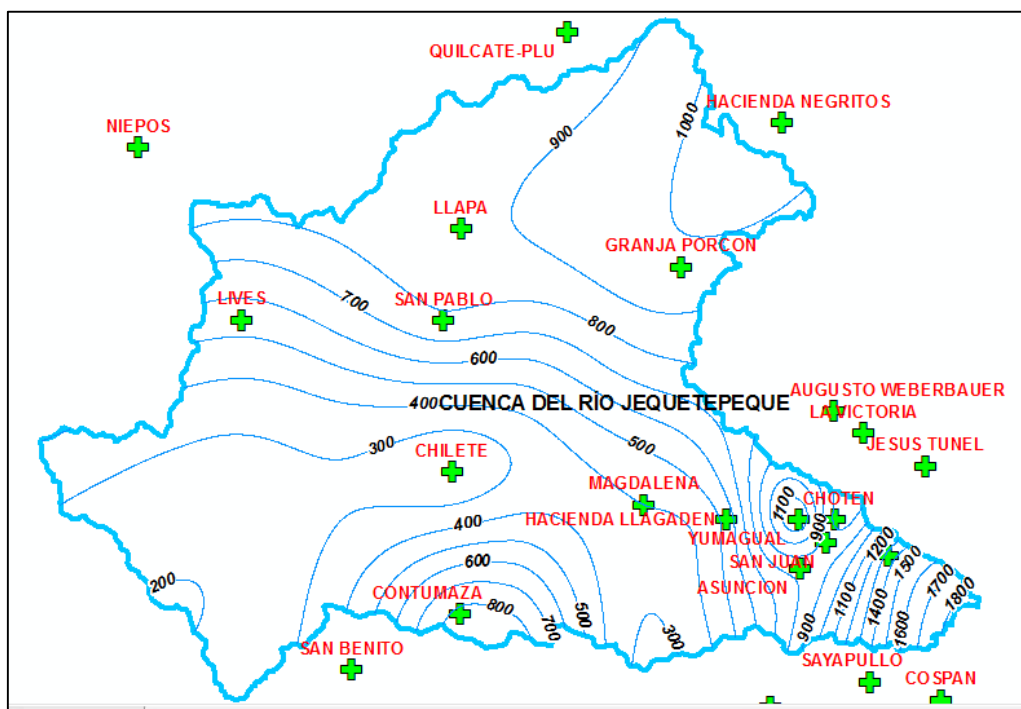 QUILCATE-PLU
HACIENDA NEGRITOS
NIEPOS
900
1000
LLAPA
GRANJA PORCON
LIVES
700
SAN PABLO
800
600
AUGUSTO WEBERBAUER
400
CUENCA DEL RÍO JEQUETEPEQUE
LA VICTORIA
500
JESUS TUNEL
300
CHILETE
MAGDALENA
1100
CHOTEN
HACIENDA LLAGADEN
400
900
YUMAGUAL
1200
600
SAN JUAN
1500
200
ASUNCION
1700
CONTUMAZA
800
500
1100
1400
1800
700
300
900
1600
SAN BENITO
SAYAPULLO
COSPAN